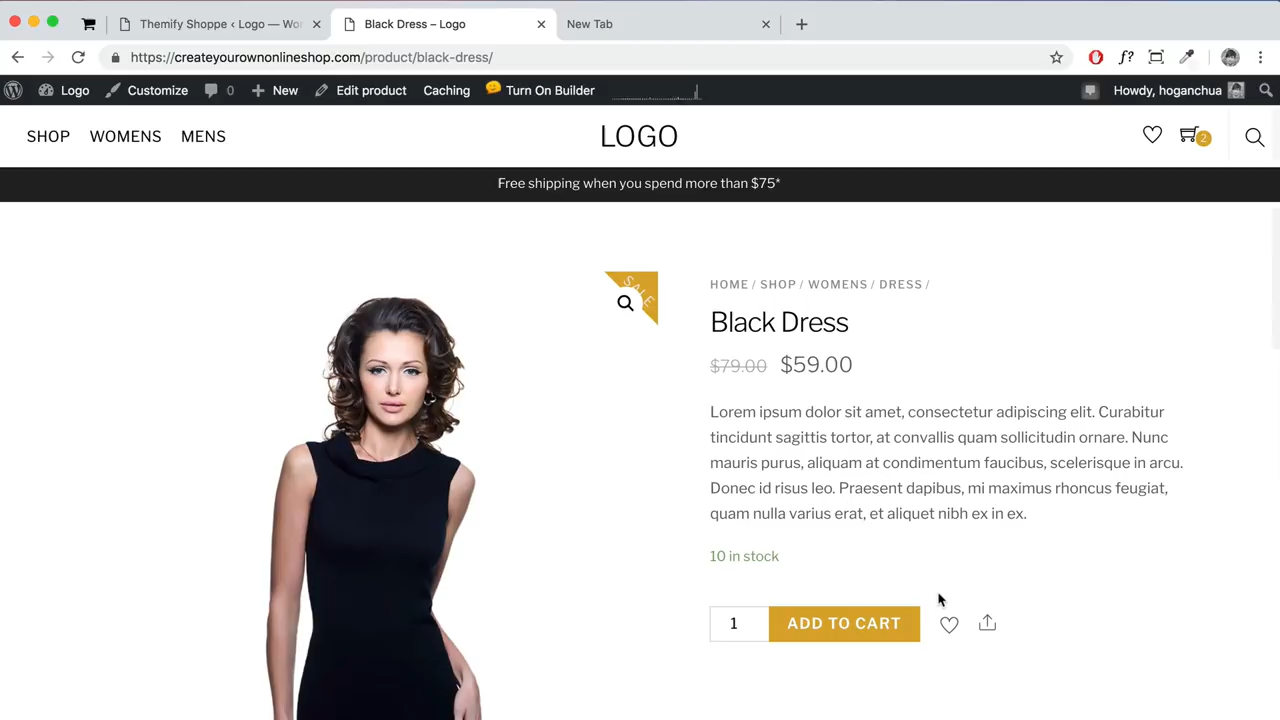 Themify Shoppe ‹ Logo — Wor
Black Dress – Logo
New Tab
https://createyourownonlineshop.com/product/black-dress/
f?
Logo
Customize
0
New
Edit product
Caching
Turn On Builder
Howdy, hoganchua
SHOP
WOMENS
MENS
LOGO
2
Free shipping when you spend more than $75*
SALE
HOME / SHOP / WOMENS / DRESS /
Black Dress
$79.00 $59.00
Lorem ipsum dolor sit amet, consectetur adipiscing elit. Curabitur
tincidunt sagittis tortor, at convallis quam sollicitudin ornare. Nunc
mauris purus, aliquam at condimentum faucibus, scelerisque in arcu.
Donec id risus leo. Praesent dapibus, mi maximus rhoncus feugiat,
quam nulla varius erat, et aliquet nibh ex in ex.
10 in stock
1
ADD TO CART